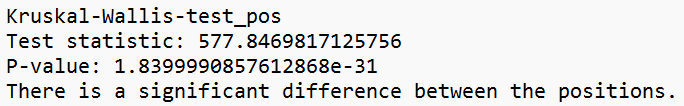 Kruskal-Wallis-test_pos
Test statistic: 577.8469817125756
P-value: 1.8399990857612868e-31
There is a significant difference between the positions.